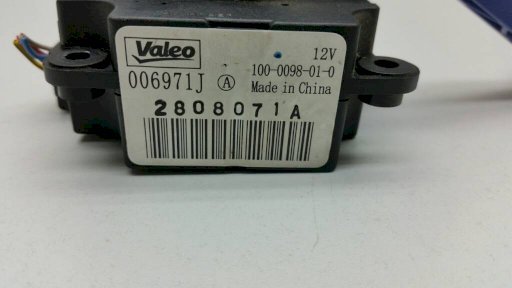 Valeo
12V
006971J Ⓐ
100-0098-01-0
Made in China
2808071A